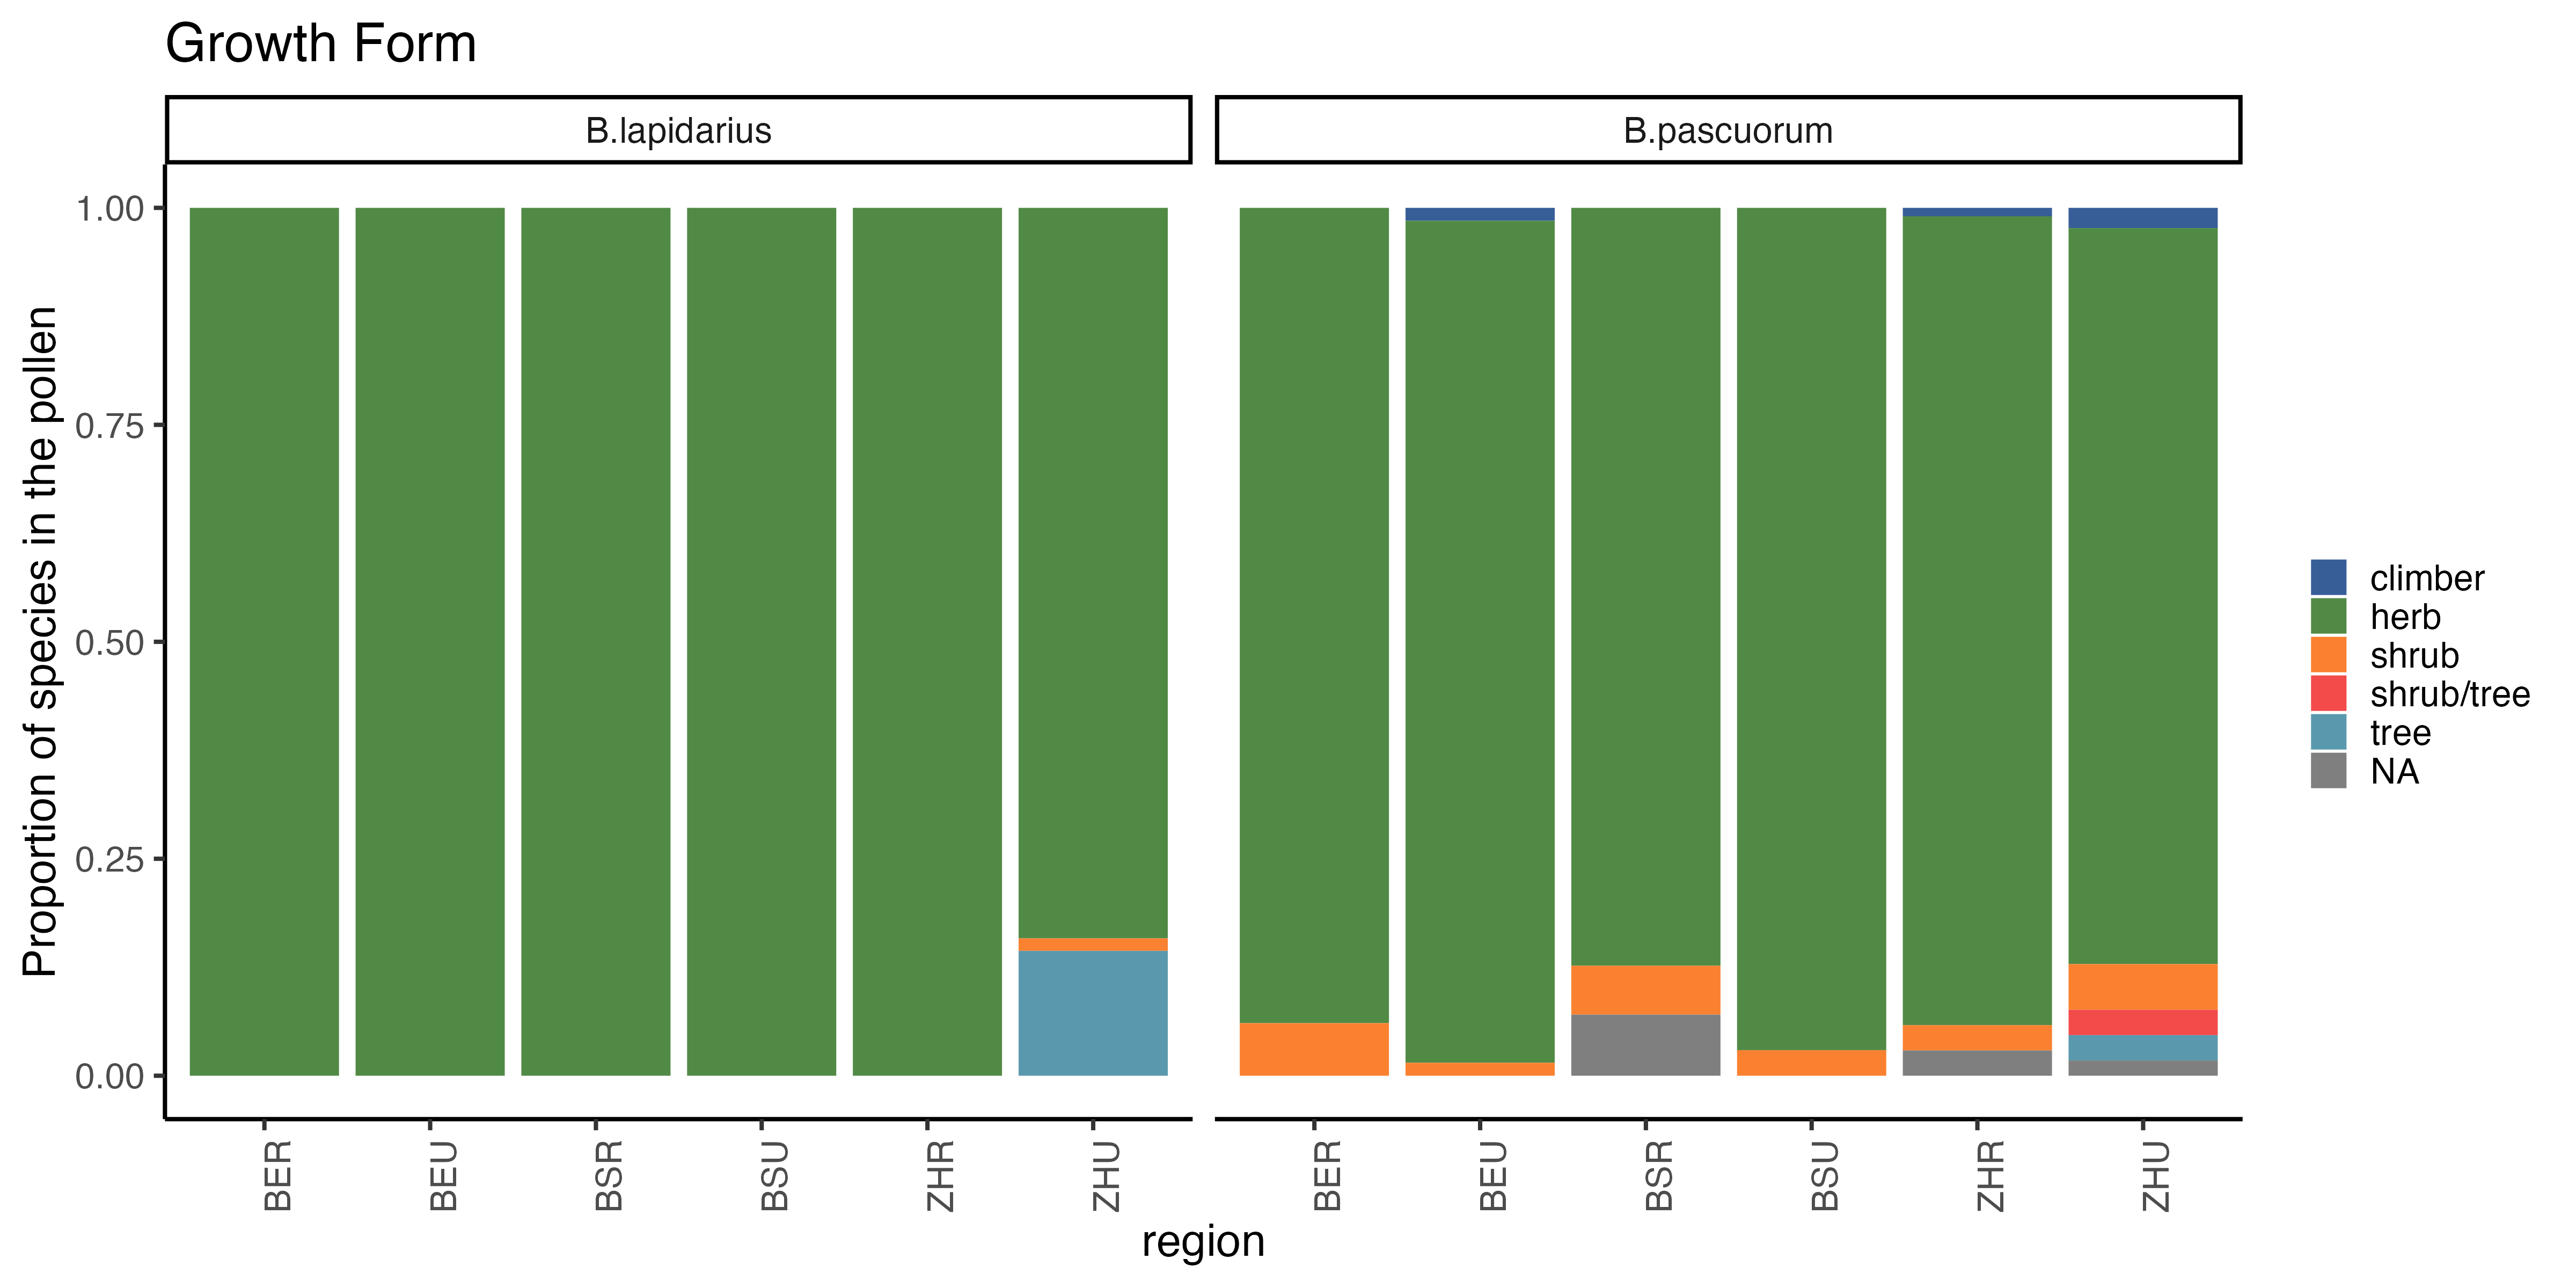 Growth Form
B.lapidarius
B.pascuorum
Proportion of species in the pollen
1.00
0.75
0.50
0.25
0.00
BER
BEU
BSR
BSU
ZHR
ZHU
BER
BEU
BSR
BSU
ZHR
ZHU
region
climber
herb
shrub
shrub/tree
tree
NA